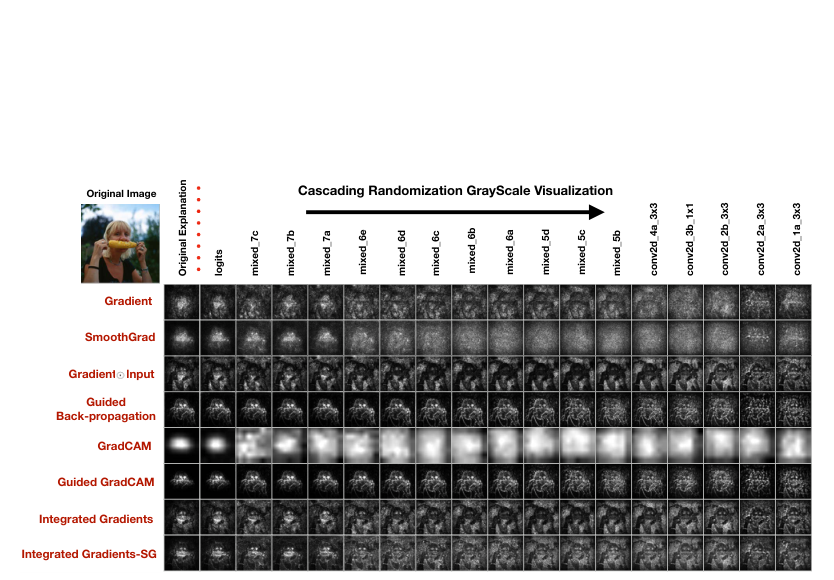 Original Image
Cascading Randomization GrayScale Visualization
Original Explanation
logits
mixed_7c
mixed_7b
mixed_7a
mixed_6e
mixed_6d
mixed_6c
mixed_6b
mixed_6a
mixed_5d
mixed_5c
mixed_5b
conv2d_4a_3x3
conv2d_3b_1x1
conv2d_2b_3x3
conv2d_2a_3x3
conv2d_1a_3x3
Gradient
SmoothGrad
Gradient⊙Input
Guided
Back-propagation
GradCAM
Guided GradCAM
Integrated Gradients
Integrated Gradients-SG